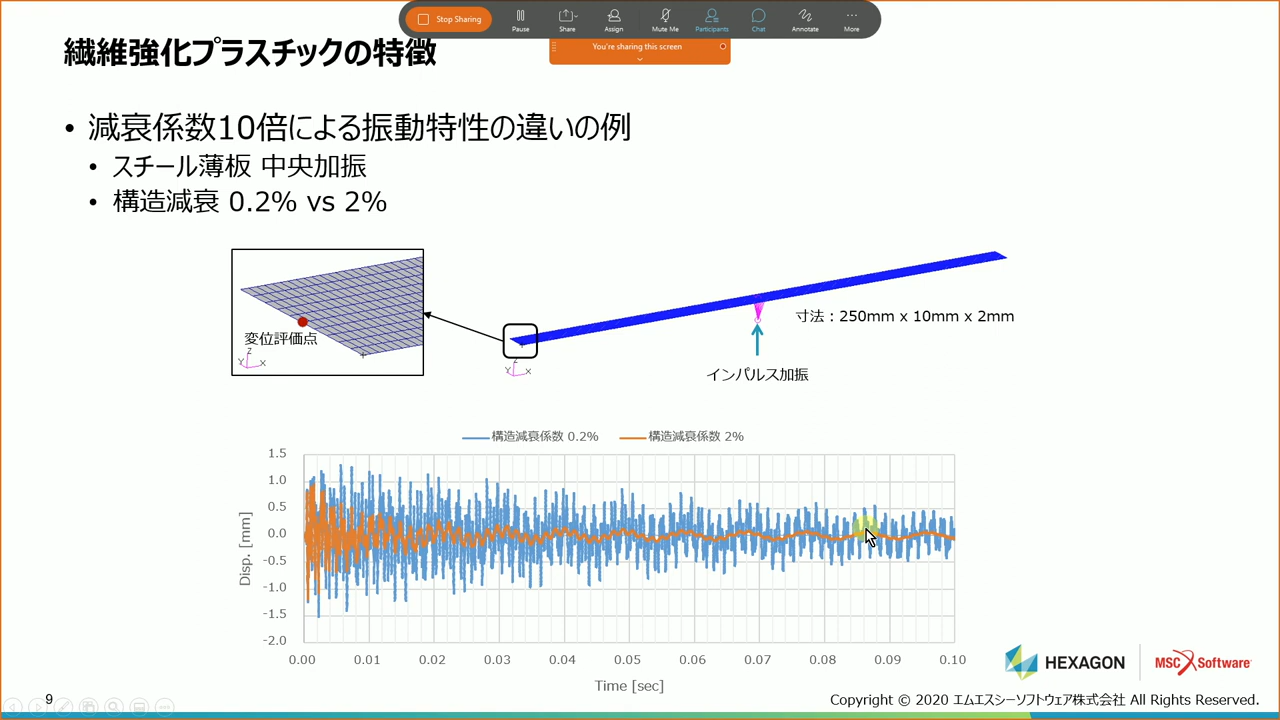 Stop Sharing
Pause
Share
Assign
Mute Me
Participants
Chat
Annotate
More
You're sharing this screen
繊維強化プラスチックの特徴
• 減衰係数10倍による振動特性の違いの例
• スチール薄板 中央加振
• 構造減衰 0.2% vs 2%
変位評価点
Z
Y
X
Z
Y
X
寸法：250mm x 10mm x 2mm
インパルス加振
構造減衰係数 0.2%
構造減衰係数 2%
1.5
1.0
0.5
0.0
-0.5
-1.0
-1.5
-2.0
Disp. [mm]
0.00 0.01 0.02 0.03 0.04 0.05 0.06 0.07 0.08 0.09 0.10
Time [sec]
HEXAGON
MSC Software
9
Copyright © 2020 エムエスシーソフトウェア株式会社 All Rights Reserved.